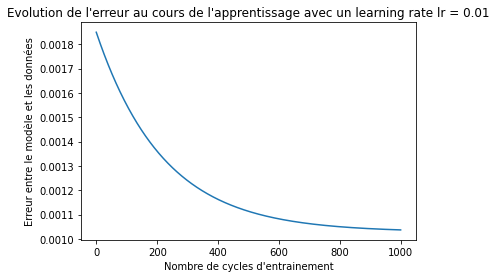 Evolution de l'erreur au cours de l'apprentissage avec un learning rate lr = 0.01
0.0018
0.0017
0.0016
0.0015
0.0014
0.0013
0.0012
0.0011
0.0010
Erreur entre le modèle et les données
0 200 400 600 800 1000
Nombre de cycles d'entrainement